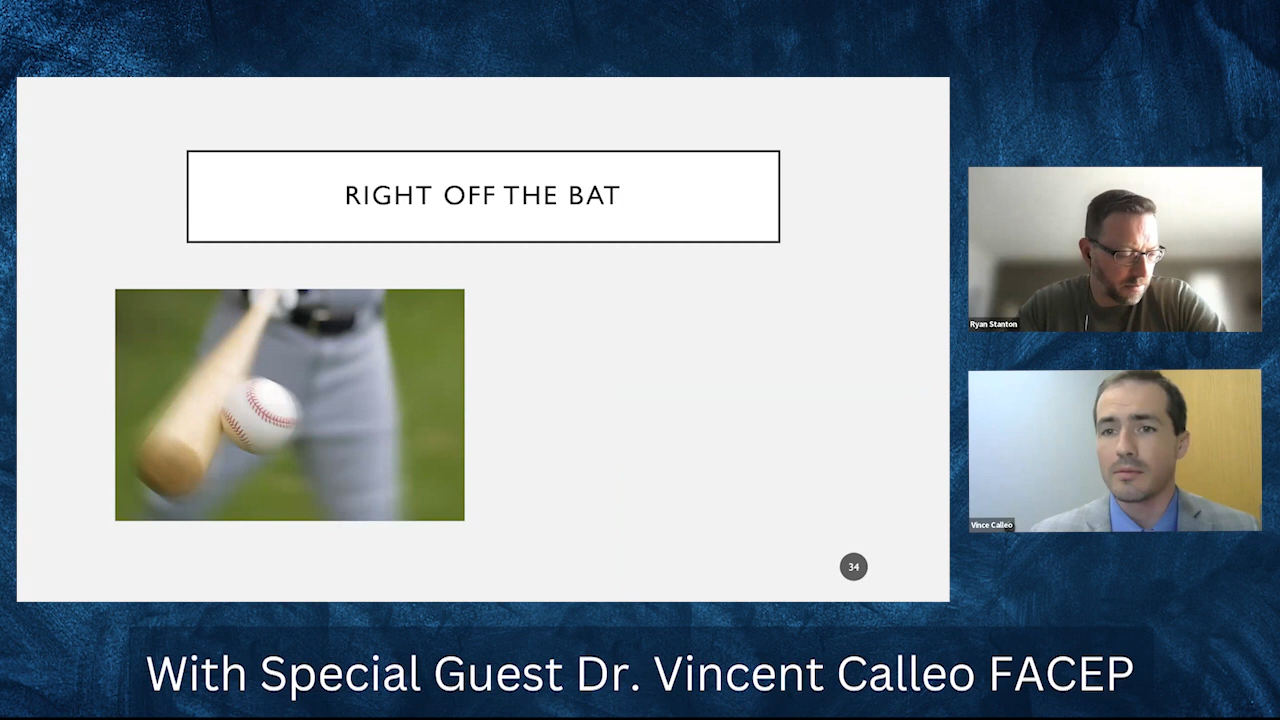 RIGHT OFF THE BAT
34
Ryan Stanton
Vince Calleo
With Special Guest Dr. Vincent Calleo FACEP